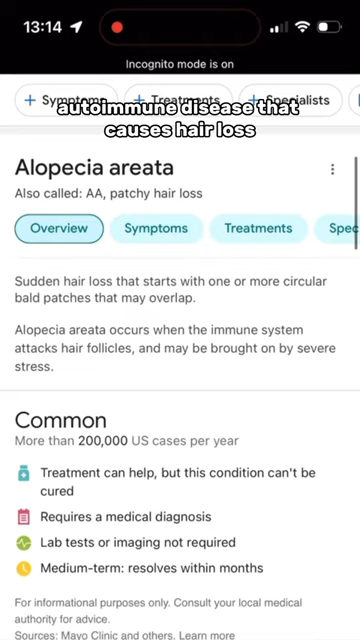 13:14
Incognito mode is on
+ Symptoms + Treatments + Specialists
autoimmune disease that
causes hair loss
Alopecia areata
Also called: AA, patchy hair loss
Overview Symptoms Treatments Spec
Sudden hair loss that starts with one or more circular
bald patches that may overlap.
Alopecia areata occurs when the immune system
attacks hair follicles, and may be brought on by severe
stress.
Common
More than 200,000 US cases per year
Treatment can help, but this condition can't be
cured
Requires a medical diagnosis
Lab tests or imaging not required
Medium-term: resolves within months
For informational purposes only. Consult your local medical
authority for advice.
Sources: Mayo Clinic and others. Learn more